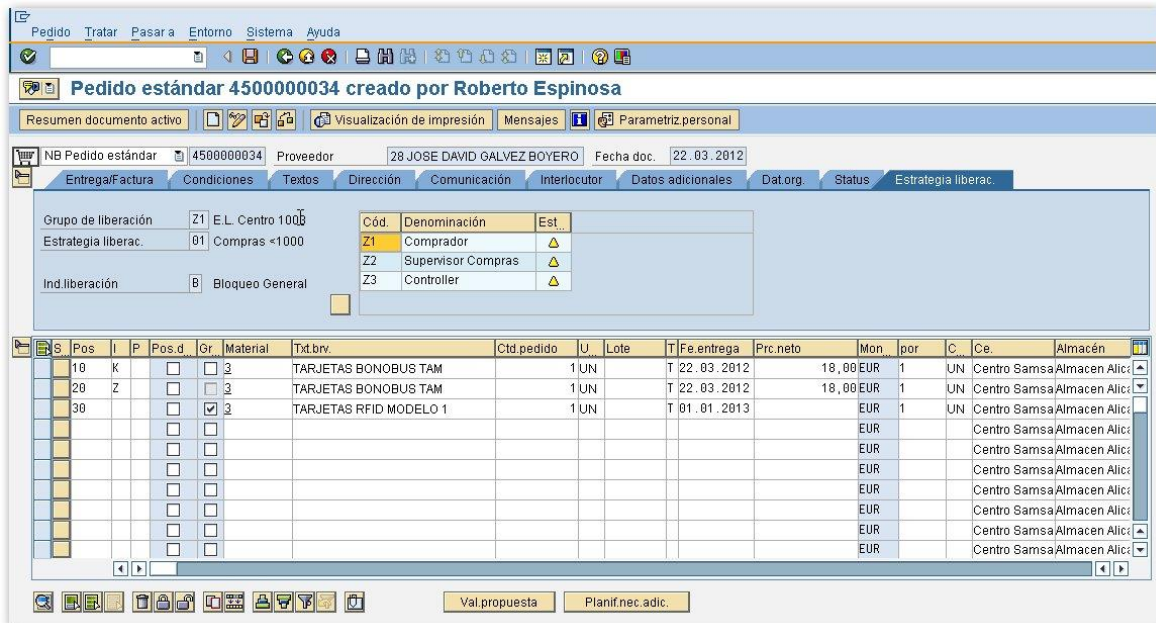 Pedido Tratar Pasar a Entorno Sistema Ayuda
Pedido estándar 4500000034 creado por Roberto Espinosa
Resumen documento activo Visualización de impresión Mensajes Parametriz.personal
NB Pedido estándar 4500000034 Proveedor 28 JOSE DAVID GALVEZ BOYERO Fecha doc. 22.03.2012
Entrega/Factura Condiciones Textos Dirección Comunicación Interlocutor Datos adicionales Dat.org. Status Estrategia liberac.
Grupo de liberación Z1 E.L. Centro 1003
Estrategia liberac. 01 Compras <1000
Ind.liberación B Bloqueo General
Cód. Denominación Est...
Z1 Comprador
Z2 Supervisor Compras
Z3 Controller
S... Pos I P Pos.d... Gr... Material Txt.brv. Ctd.pedido U... Lote T Fe.entrega Prc.neto Mon... por C... Ce. Almacén
10 K 3 TARJETAS BONOBUS TAM 1 UN T 22.03.2012 18,00 EUR 1 UN Centro Samsa Almacen Alica
20 Z 3 TARJETAS BONOBUS TAM 1 UN T 22.03.2012 18,00 EUR 1 UN Centro Samsa Almacen Alica
30 3 TARJETAS RFID MODELO 1 1 UN T 01.01.2013 EUR 1 UN Centro Samsa Almacen Alica
EUR Centro Samsa Almacen Alica
EUR Centro Samsa Almacen Alica
EUR Centro Samsa Almacen Alica
EUR Centro Samsa Almacen Alica
EUR Centro Samsa Almacen Alica
EUR Centro Samsa Almacen Alica
EUR Centro Samsa Almacen Alica
Val.propuesta Planif.nec.adic.